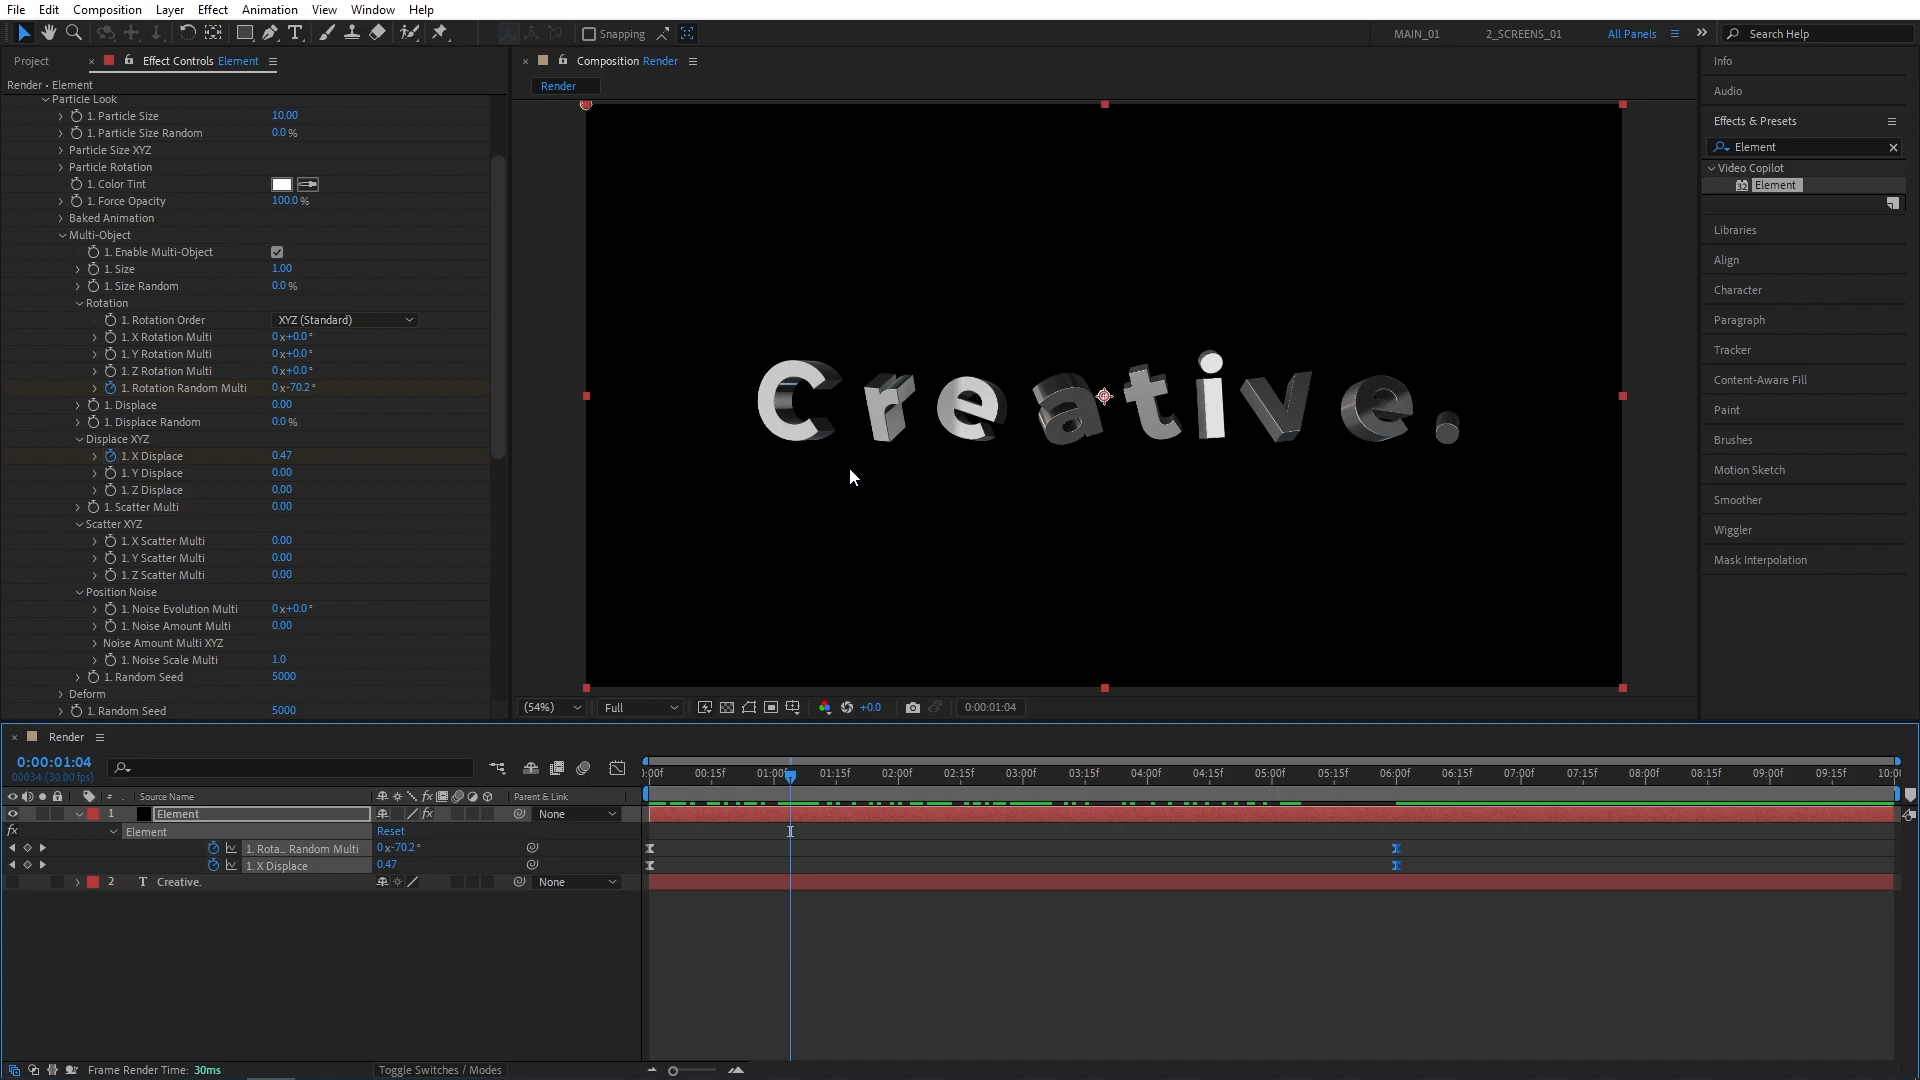 File Edit Composition Layer Effect Animation View Window Help
Snapping MAIN_01 2_SCREENS_01 All Panels Search Help
Project Effect Controls Element
Render • Element
Particle Look
1. Particle Size 10.00
1. Particle Size Random 0.0 %
Particle Size XYZ
Particle Rotation
1. Color Tint
1. Force Opacity 100.0 %
Baked Animation
Multi-Object
1. Enable Multi-Object
1. Size 1.00
1. Size Random 0.0 %
Rotation
1. Rotation Order XYZ (Standard)
1. X Rotation Multi 0x+0.0°
1. Y Rotation Multi 0x+0.0°
1. Z Rotation Multi 0x+0.0°
1. Rotation Random Multi 0x-70.2°
1. Displace 0.00
1. Displace Random 0.0 %
Displace XYZ
1. X Displace 0.47
1. Y Displace 0.00
1. Z Displace 0.00
1. Scatter Multi 0.00
Scatter XYZ
1. X Scatter Multi 0.00
1. Y Scatter Multi 0.00
1. Z Scatter Multi 0.00
Position Noise
1. Noise Evolution Multi 0x+0.0°
1. Noise Amount Multi 0.00
Noise Amount Multi XYZ
1. Noise Scale Multi 1.0
1. Random Seed 5000
Deform
1. Random Seed 5000
Composition Render
Render
Creative.
(54%) Full +0.0 0:00:01:04
Info
Audio
Effects & Presets
Element
Video Copilot
32 Element
Libraries
Align
Character
Paragraph
Tracker
Content-Aware Fill
Paint
Brushes
Motion Sketch
Smoother
Wiggler
Mask Interpolation
Render
0:00:01:04
00034 (30.00 fps)
):00f 00:15f 01:00f 01:15f 02:00f 02:15f 03:00f 03:15f 04:00f 04:15f 05:00f 05:15f 06:00f 06:15f 07:00f 07:15f 08:00f 08:15f 09:00f 09:15f 10:0
# Source Name fx Parent & Link
1 Element fx None
fx Element Reset
1. Rota... Random Multi 0x-70.2°
1. X Displace 0.47
2 T Creative. None
Frame Render Time: 30ms Toggle Switches / Modes